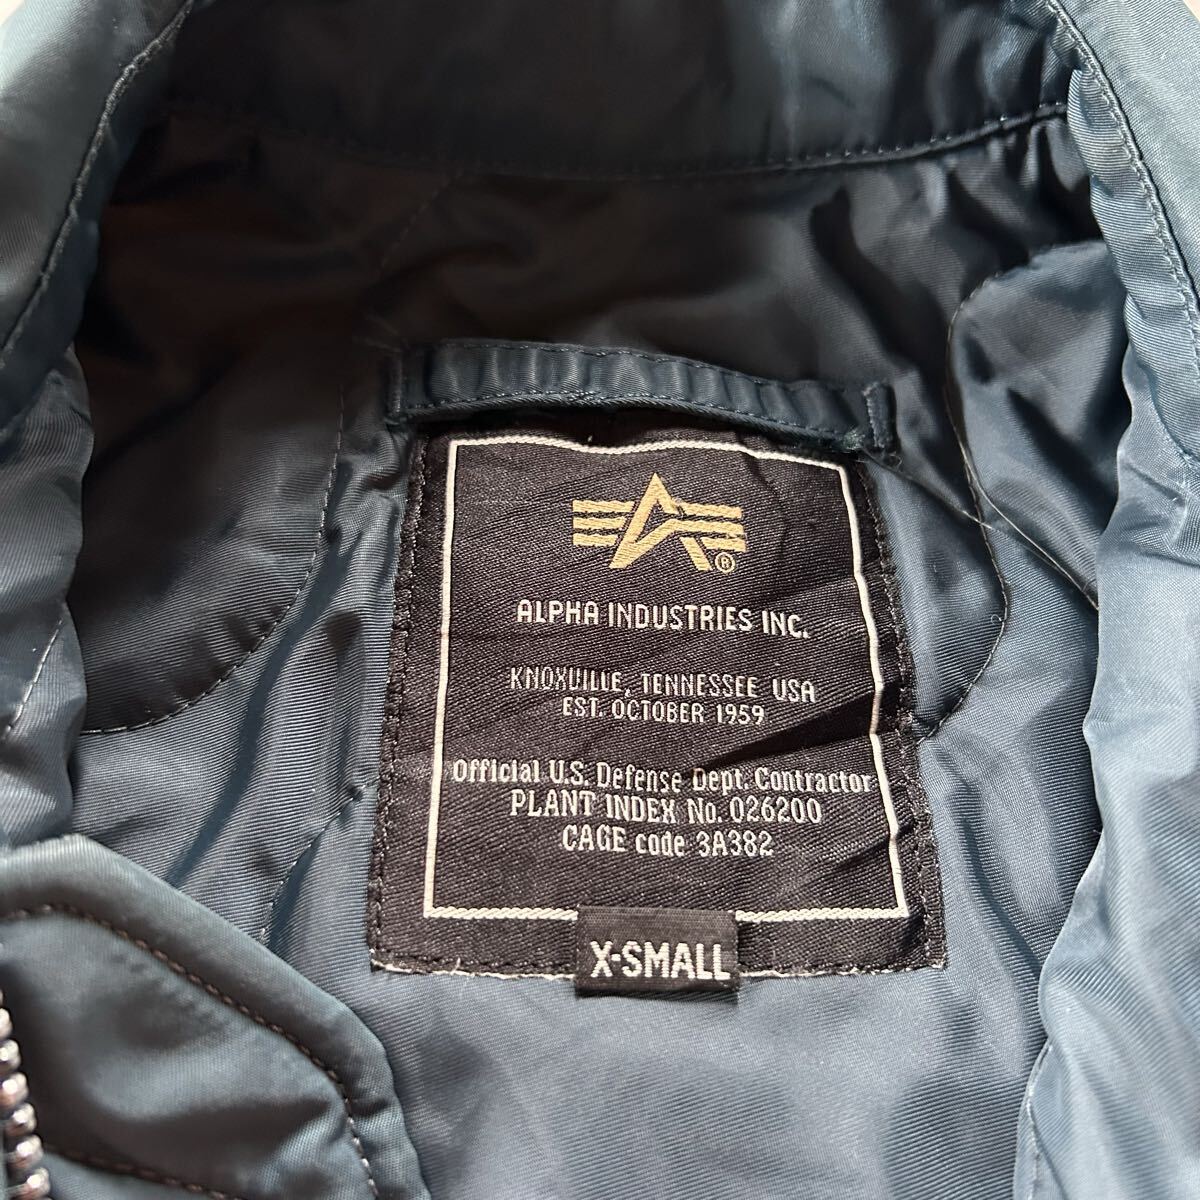 ®
ALPHA INDUSTRIES INC.
KNOXVILLE, TENNESSEE USA
EST. OCTOBER 1959
Official U.S. Defense Dept. Contractor
PLANT INDEX No. 026200
CAGE code 3A382
X-SMALL